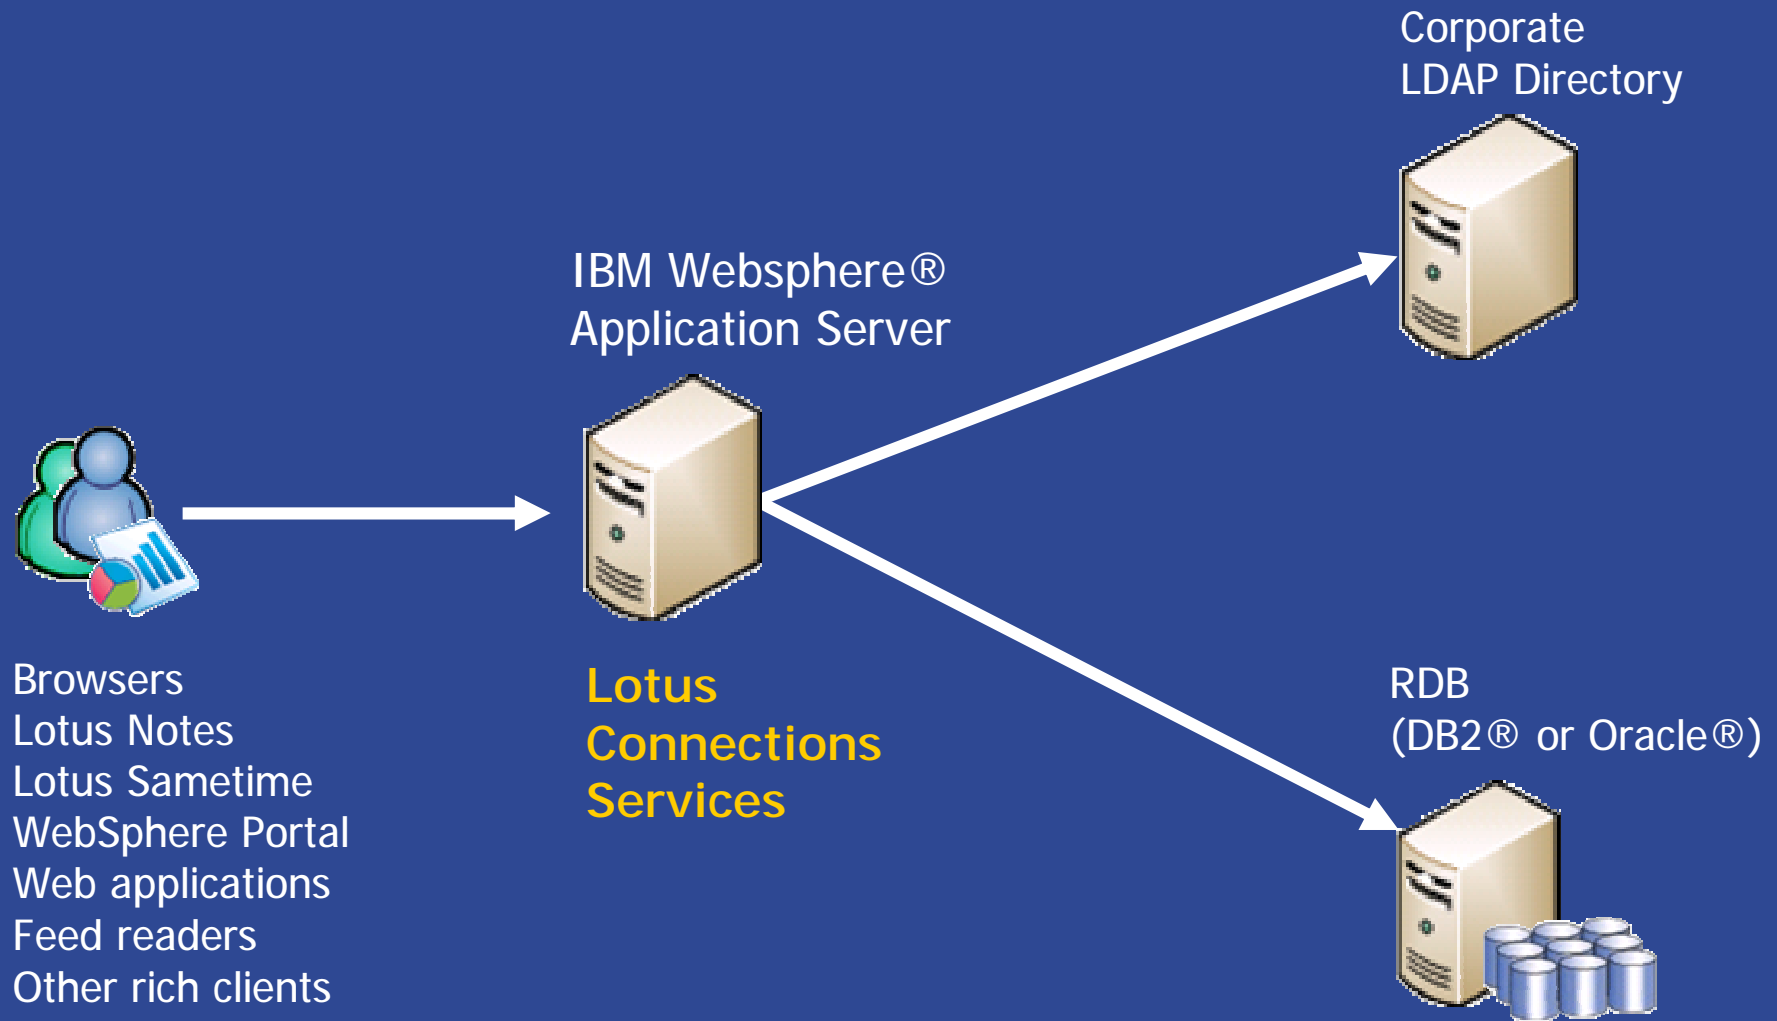 Corporate
LDAP Directory
IBM Websphere®
Application Server
Browsers
Lotus Notes
Lotus Sametime
WebSphere Portal
Web applications
Feed readers
Other rich clients
Lotus
Connections
Services
RDB
(DB2® or Oracle®)